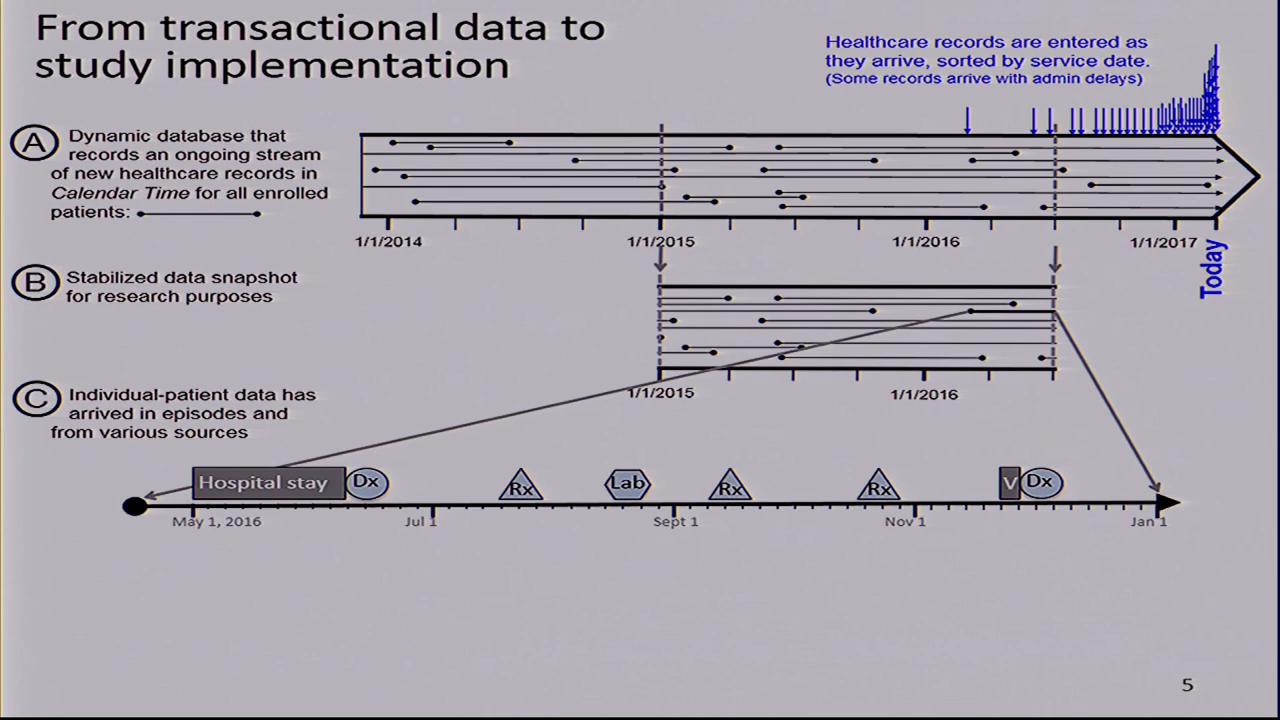 From transactional data to
study implementation
Healthcare records are entered as
they arrive, sorted by service date.
(Some records arrive with admin delays)
A
Dynamic database that
records an ongoing stream
of new healthcare records in
Calendar Time for all enrolled
patients:
1/1/2014
1/1/2015
1/1/2016
1/1/2017
Today
B
Stabilized data snapshot
for research purposes
1/1/2015
1/1/2016
C
Individual-patient data has
arrived in episodes and
from various sources
Hospital stay
Dx
Rx
Lab
Rx
Rx
V
Dx
May 1, 2016
Jul 1
Sept 1
Nov 1
Jan 1
5